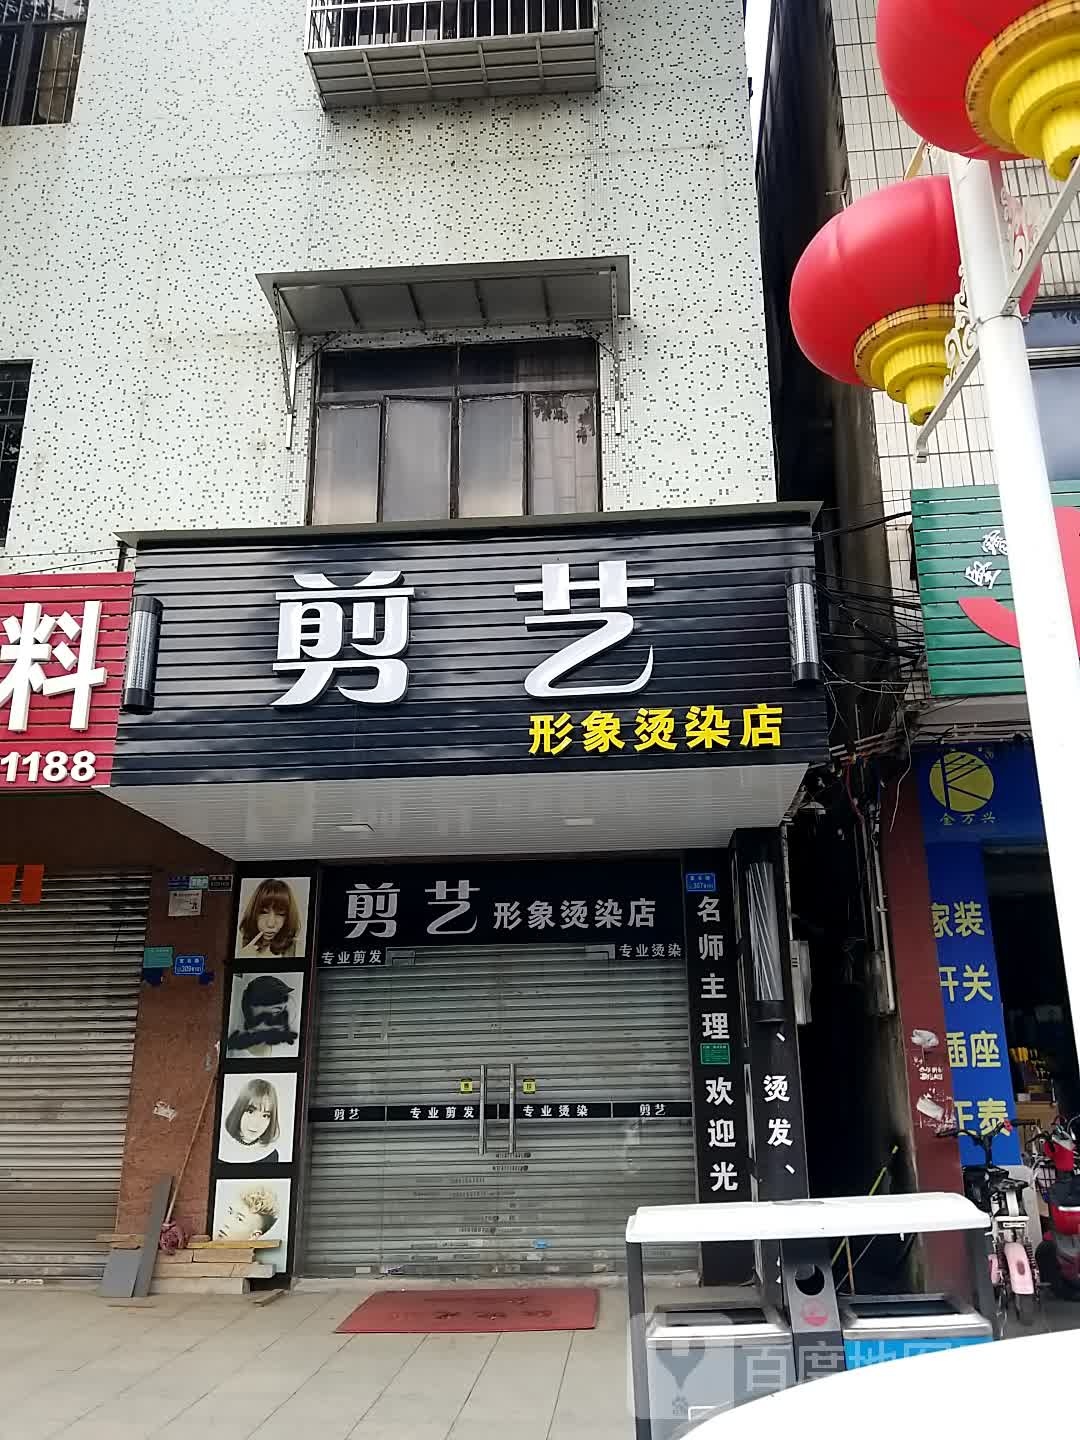 剪艺
形象烫染店
料
1188
金万兴
剪艺 形象烫染店
专业剪发
专业烫染
名师主理 欢迎光
、烫发、
家装
开关
插座
正泰
剪艺 专业剪发 专业烫染 剪艺
百度地图